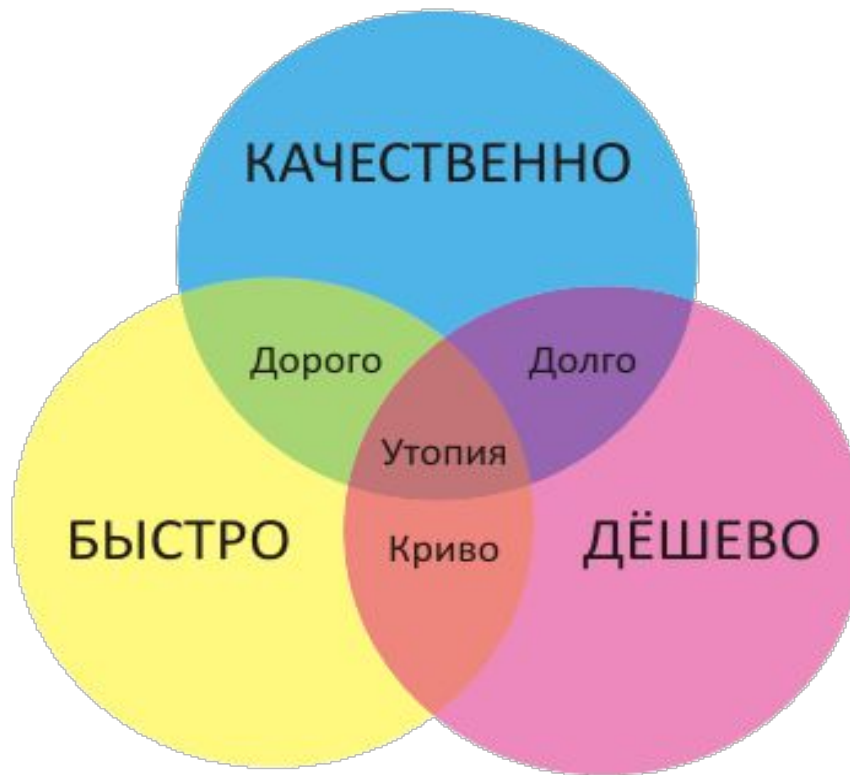 КАЧЕСТВЕННО
Дорого
Долго
Утопия
БЫСТРО
Криво
ДЁШЕВО